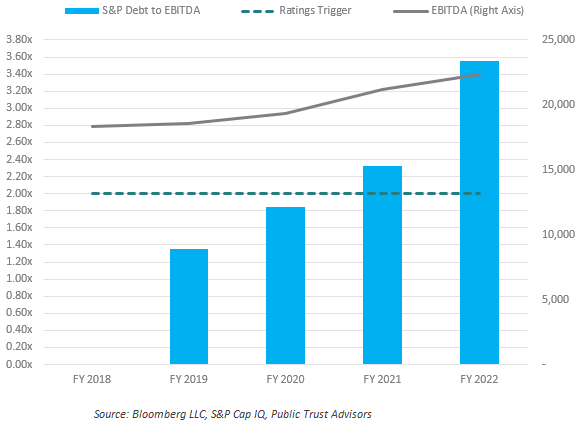 S&P Debt to EBITDA Ratings Trigger EBITDA (Right Axis)
3.80x 25,000
3.60x
3.40x
3.20x
3.00x 20,000
2.80x
2.60x
2.40x
2.20x 15,000
2.00x
1.80x
1.60x 10,000
1.40x
1.20x
1.00x
0.80x 5,000
0.60x
0.40x
0.20x
0.00x -
FY 2018 FY 2019 FY 2020 FY 2021 FY 2022
Source: Bloomberg LLC, S&P Cap IQ, Public Trust Advisors